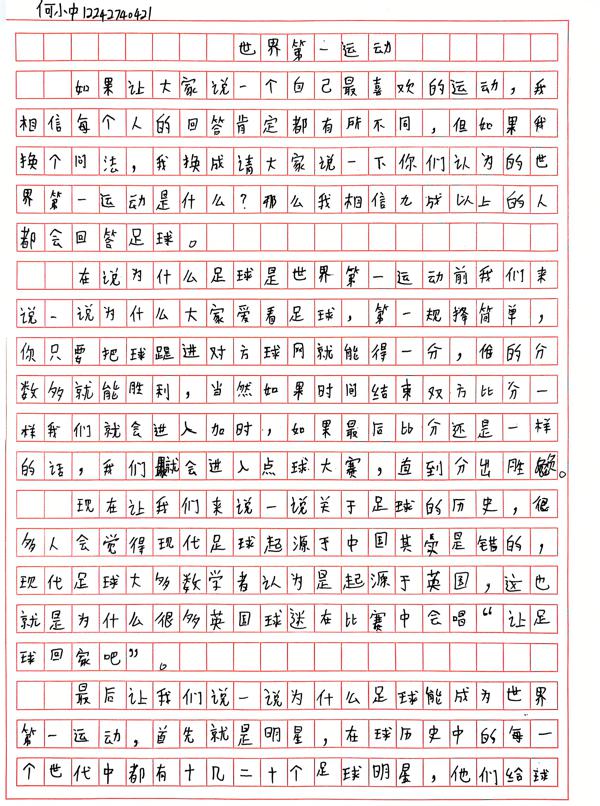 何小中12242740421
世界第一运动
如果让大家说一个自己最喜欢的运动，我
相信每个人的回答肯定都有所不同，但如果我
换个问法，我换成请大家说一下你们认为的世
界第一运动是什么？那么我相信九成以上的人
都会回答足球。
在说为什么足球是世界第一运动前我们来
说一说为什么大家爱看足球，第一规择简单，
你只要把球踢进对方球网就能得一分，谁的分
数多就能胜利，当然如果时间结束双方比分一
样我们就会进入加时，如果最后比分还是一样
的话，我们就会进入点球大赛，直到分出胜负。
现在让我们来说一说关于足球的历史，很
多人会觉得现代足球起源于中国其实是错的，
现代足球大多数学者认为是起源于英国，这也
就是为什么很多英国球迷在比赛中会唱“让足
球回家吧”。
最后让我们说一说为什么足球能成为世界
第一运动，首先就是明星，在球历史中的每一
个世代中都有十几二十个足球明星，他们给球